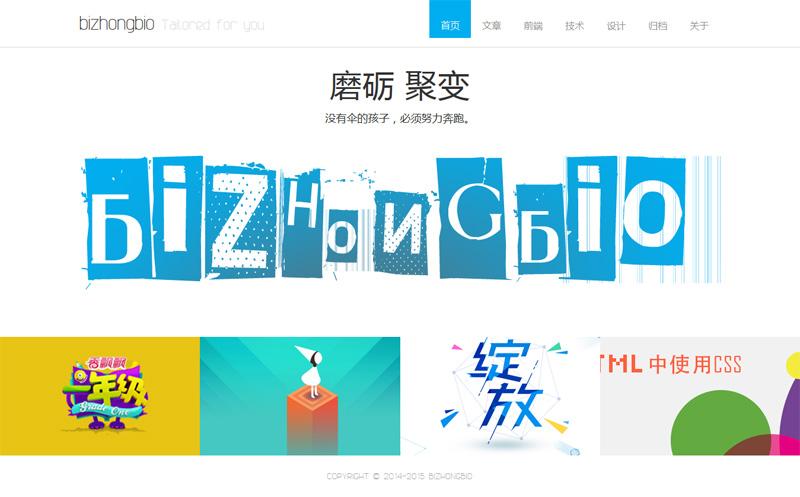 bizhongbio Tailored for you
首页 文章 前端 技术 设计 归档 关于
磨砺 聚变
没有伞的孩子，必须努力奔跑。
БiZHOИGБiO
香飘飘
一年级
Grade One
绽放
TML 中使用CSS
COPYRIGHT © 2014-2015 BIZHONGBIO